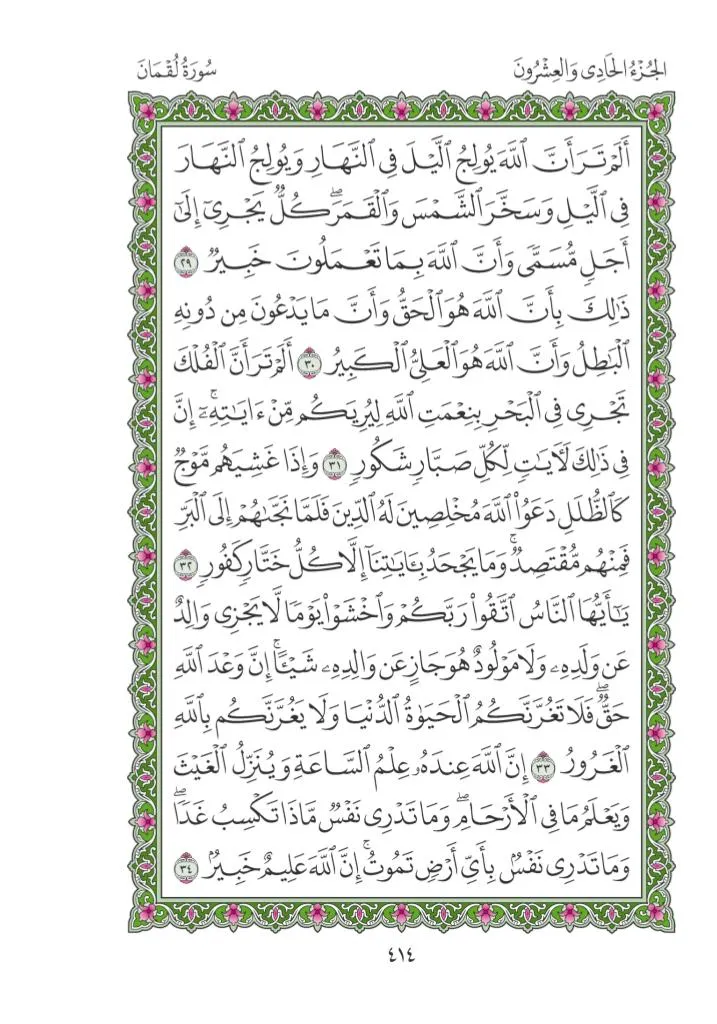 الجُزْءُ الحَادِى وَالعِشْرُونَ
سُورَةُ لُقْمَانَ
أَلَمْ تَرَ أَنَّ ٱللَّهَ يُولِجُ ٱلَّيْلَ فِى ٱلنَّهَارِ وَيُولِجُ ٱلنَّهَارَ
فِى ٱلَّيْلِ وَسَخَّرَ ٱلشَّمْسَ وَٱلْقَمَرَۖ كُلٌّ يَجْرِىٓ إِلَىٰٓ
أَجَلٍ مُّسَمًّى وَأَنَّ ٱللَّهَ بِمَا تَعْمَلُونَ خَبِيرٌ ٢٩
ذَٰلِكَ بِأَنَّ ٱللَّهَ هُوَ ٱلْحَقُّ وَأَنَّ مَا يَدْعُونَ مِن دُونِهِ
ٱلْبَٰطِلُ وَأَنَّ ٱللَّهَ هُوَ ٱلْعَلِىُّ ٱلْكَبِيرُ ٣٠ أَلَمْ تَرَ أَنَّ ٱلْفُلْكَ
تَجْرِى فِى ٱلْبَحْرِ بِنِعْمَتِ ٱللَّهِ لِيُرِيَكُم مِّنْ ءَايَٰتِهِۦٓۚ إِنَّ
فِى ذَٰلِكَ لَءَايَٰتٍ لِّكُلِّ صَبَّارٍ شَكُورٍ ٣١ وَإِذَا غَشِيَهُم مَّوْجٌ
كَٱلظُّلَلِ دَعَوُا۟ ٱللَّهَ مُخْلِصِينَ لَهُ ٱلدِّينَ فَلَمَّا نَجَّىٰهُمْ إِلَى ٱلْبَرِّ
فَمِنْهُم مُّقْتَصِدٌۚ وَمَا يَجْحَدُ بِـَٔايَٰتِنَآ إِلَّا كُلُّ خَتَّارٍ كَفُورٍ ٣٢
يَٰٓأَيُّهَا ٱلنَّاسُ ٱتَّقُوا۟ رَبَّكُمْ وَٱخْشَوْا۟ يَوْمًا لَّا يَجْزِى وَالِدٌ
عَن وَلَدِهِۦ وَلَا مَوْلُودٌ هُوَ جَازٍ عَن وَالِدِهِۦ شَيْـًٔاۚ إِنَّ وَعْدَ ٱللَّهِ
حَقٌّۖ فَلَا تَغُرَّنَّكُمُ ٱلْحَيَوٰةُ ٱلدُّنْيَا وَلَا يَغُرَّنَّكُم بِٱللَّهِ
ٱلْغَرُورُ ٣٣ إِنَّ ٱللَّهَ عِندَهُۥ عِلْمُ ٱلسَّاعَةِ وَيُنَزِّلُ ٱلْغَيْثَ
وَيَعْلَمُ مَا فِى ٱلْأَرْحَامِۖ وَمَا تَدْرِى نَفْسٌ مَّاذَا تَكْسِبُ غَدًاۖ
وَمَا تَدْرِى نَفْسٌۢ بِأَىِّ أَرْضٍ تَمُوتُۚ إِنَّ ٱللَّهَ عَلِيمٌ خَبِيرٌۢ ٣٤
٤١٤